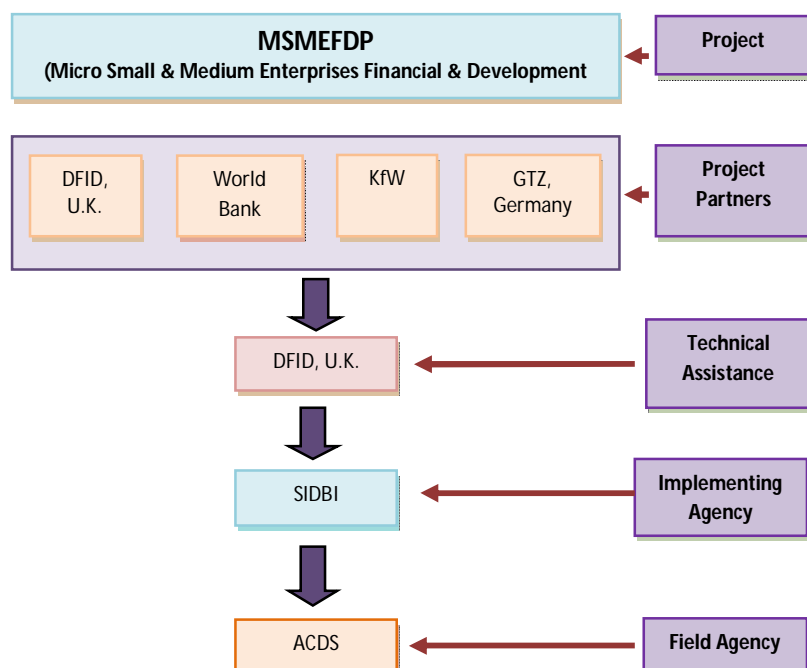 MSMEFDP
(Micro Small & Medium Enterprises Financial & Development
Project
DFID,
U.K.
World
Bank
KfW
GTZ,
Germany
Project
Partners
DFID, U.K.
Technical
Assistance
SIDBI
Implementing
Agency
ACDS
Field Agency